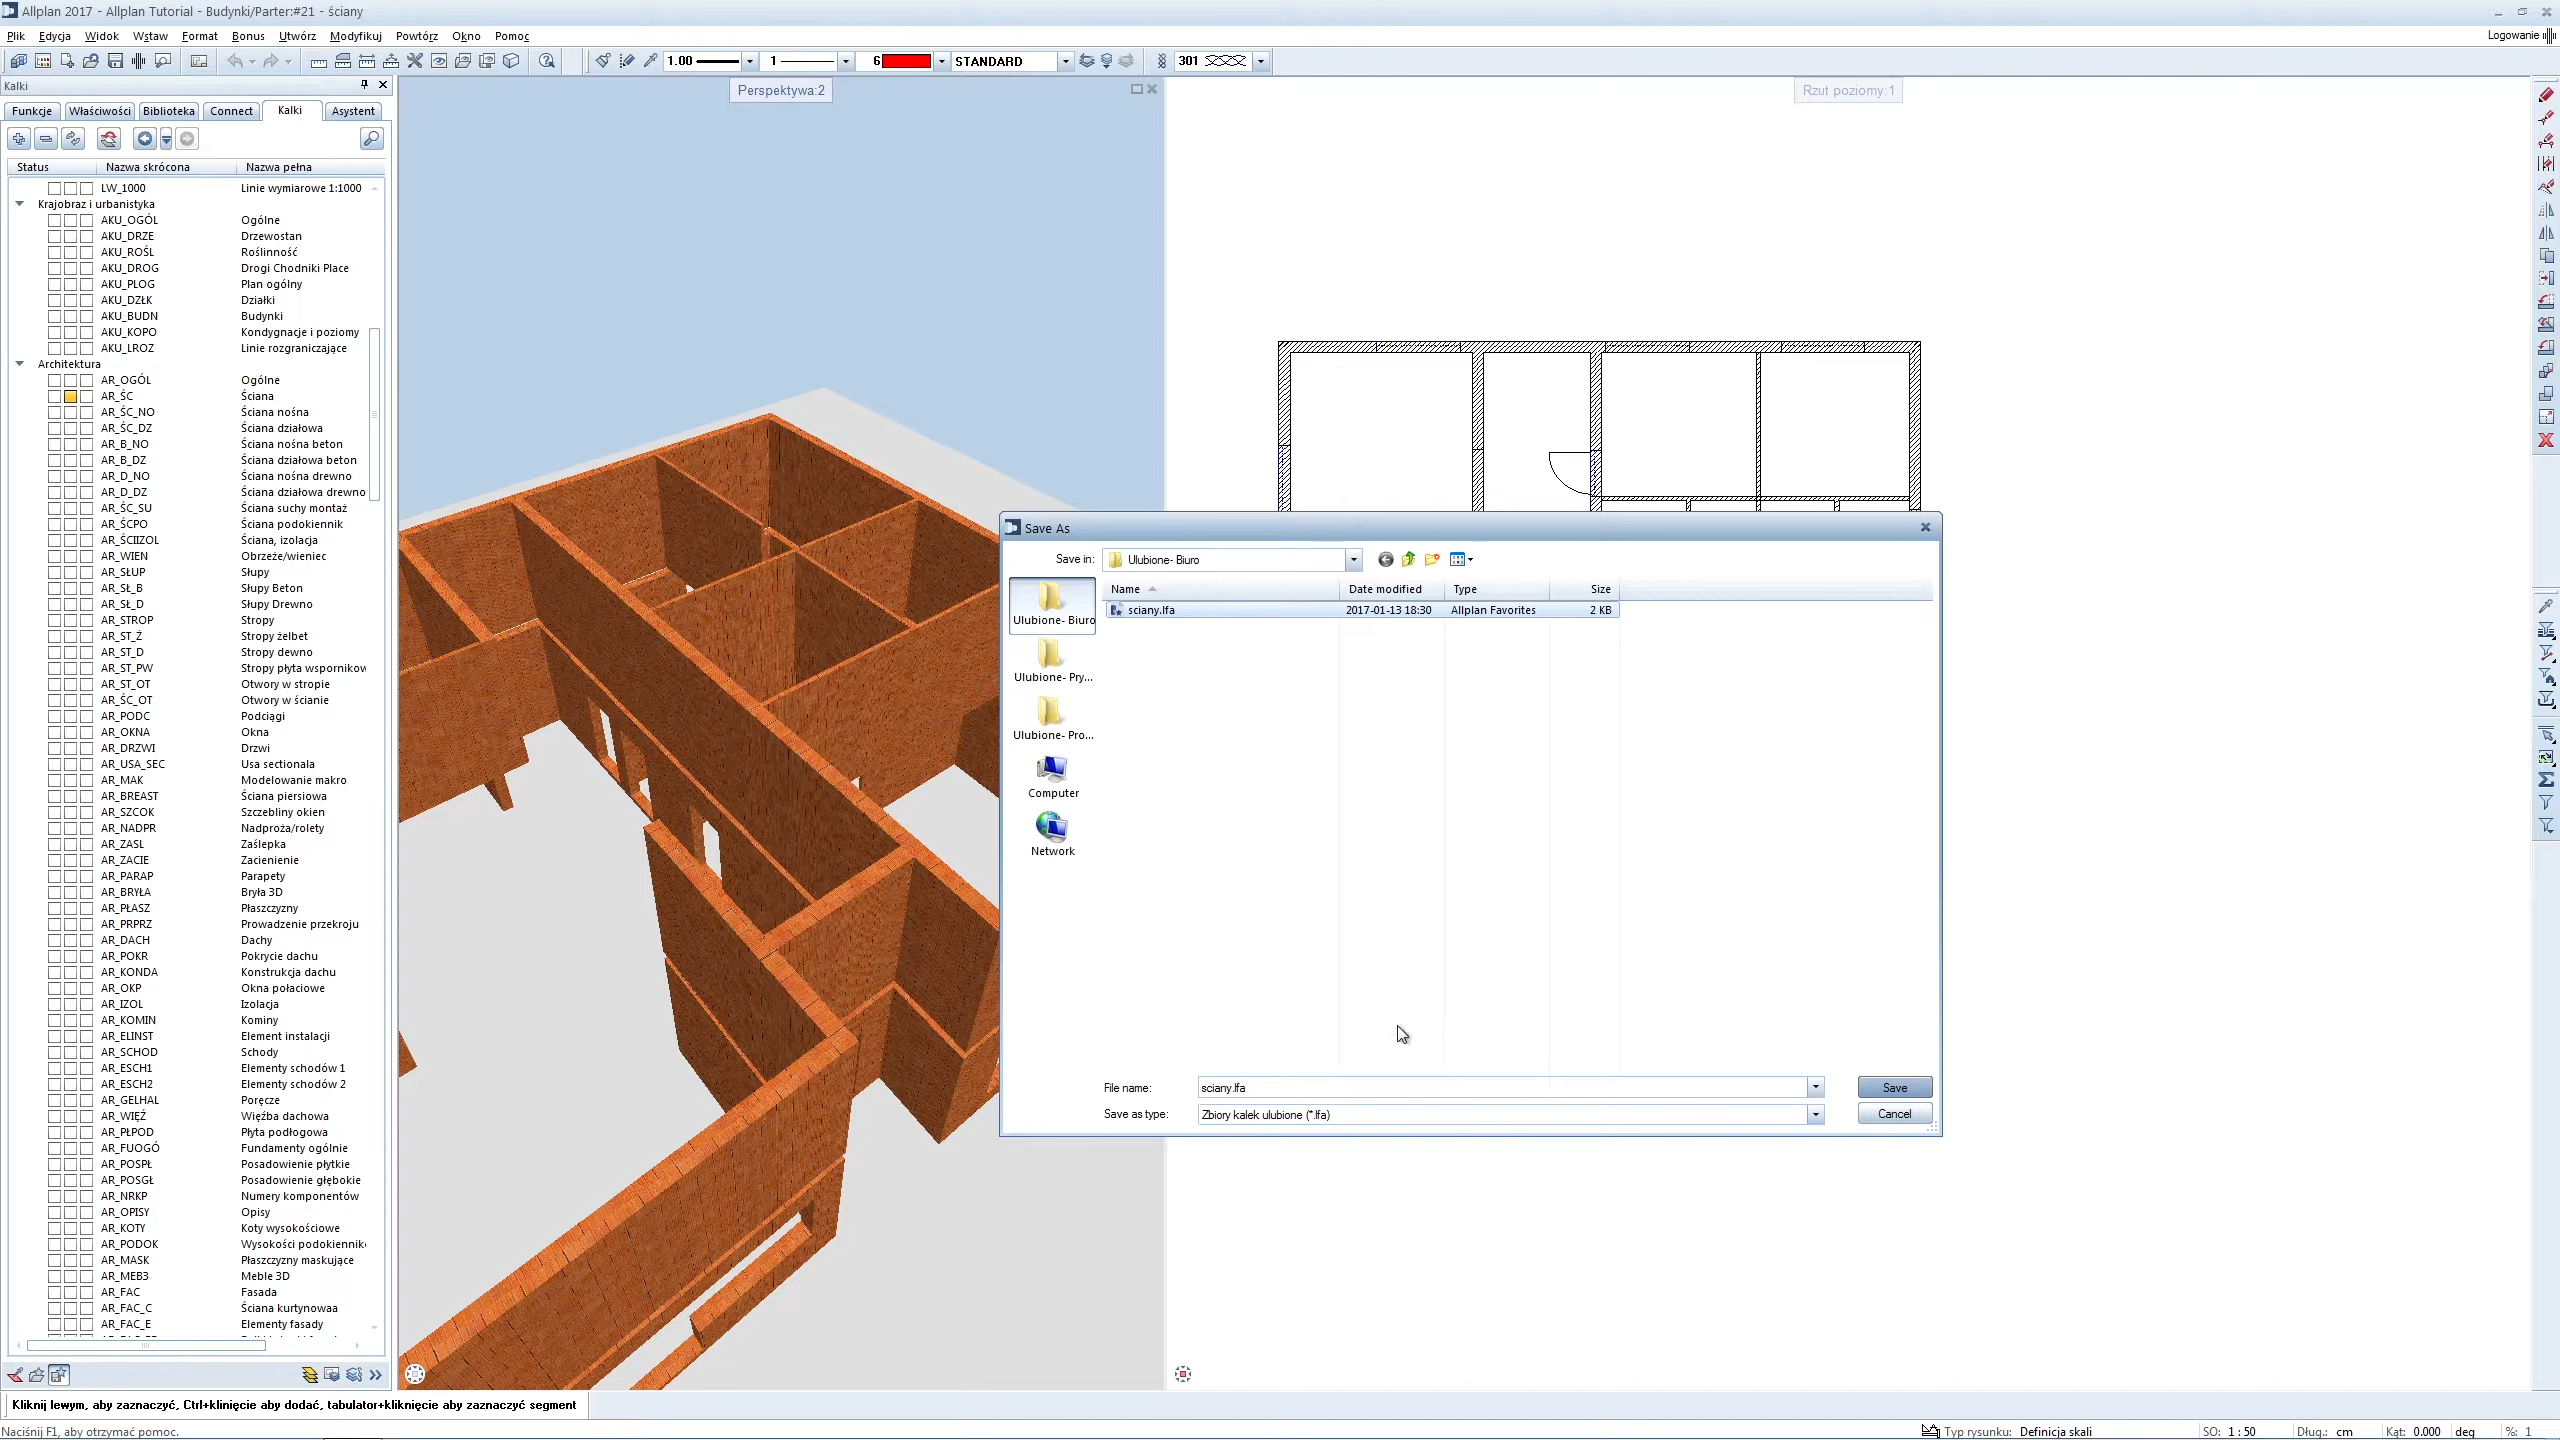 Allplan 2017 - Allplan Tutorial - Budynki/Parter:#21 - ściany
Plik Edycja Widok Wstaw Format Bonus Utwórz Modyfikuj Powtórz Okno Pomoc
Logowanie
1.00 1 6 STANDARD 301
Kalki
Funkcje Właściwości Biblioteka Connect Kalki Asystent
Status Nazwa skrócona Nazwa pełna
LW_1000 Linie wymiarowe 1:1000
Krajobraz i urbanistyka
AKU_OGÓL Ogólne
AKU_DRZE Drzewostan
AKU_ROŚL Roślinność
AKU_DROG Drogi Chodniki Place
AKU_PLOG Plan ogólny
AKU_DZŁK Działki
AKU_BUDN Budynki
AKU_KOPO Kondygnacje i poziomy
AKU_LROZ Linie rozgraniczające
Architektura
AR_OGÓL Ogólne
AR_ŚC Ściana
AR_ŚC_NO Ściana nośna
AR_ŚC_DZ Ściana działowa
AR_B_NO Ściana nośna beton
AR_B_DZ Ściana działowa beton
AR_D_NO Ściana nośna drewno
AR_D_DZ Ściana działowa drewno
AR_ŚC_SU Ściana suchy montaż
AR_ŚCPO Ściana podokiennik
AR_ŚCIIZOL Ściana, izolacja
AR_WIEN Obrzeże/wieniec
AR_SŁUP Słupy
AR_SŁ_B Słupy Beton
AR_SŁ_D Słupy Drewno
AR_STROP Stropy
AR_ST_Ż Stropy żelbet
AR_ST_D Stropy dewno
AR_ST_PW Stropy płyta wspornikow
AR_ST_OT Otwory w stropie
AR_ŚC_OT Otwory w ścianie
AR_PODC Podciągi
AR_OKNA Okna
AR_DRZWI Drzwi
AR_USA_SEC Usa sectionala
AR_MAK Modelowanie makro
AR_BREAST Ściana piersiowa
AR_SZCOK Szczebliny okien
AR_NADPR Nadproża/rolety
AR_ZASL Zaślepka
AR_ZACIE Zacienienie
AR_PARAP Parapety
AR_BRYŁA Bryła 3D
AR_PŁASZ Płaszczyzny
AR_PRPRZ Prowadzenie przekroju
AR_DACH Dachy
AR_POKR Pokrycie dachu
AR_KONDA Konstrukcja dachu
AR_OKP Okna połaciowe
AR_IZOL Izolacja
AR_KOMIN Kominy
AR_ELINST Element instalacji
AR_SCHOD Schody
AR_ESCH1 Elementy schodów 1
AR_ESCH2 Elementy schodów 2
AR_GELHAL Poręcze
AR_WIĘŹ Więźba dachowa
AR_PŁPOD Płyta podłogowa
AR_FUOGÓ Fundamenty ogólnie
AR_POSPŁ Posadowienie płytkie
AR_POSGŁ Posadowienie głębokie
AR_NRKP Numery komponentów
AR_OPISY Opisy
AR_KOTY Koty wysokościowe
AR_PODOK Wysokości podokiennik
AR_MASK Płaszczyzny maskujące
AR_MEB3 Meble 3D
AR_FAC Fasada
AR_FAC_C Ściana kurtynowaa
AR_FAC_E Elementy fasady
Perspektywa:2
Rzut poziomy:1
Save As
Save in: Ulubione- Biuro
Name Date modified Type Size
sciany.lfa 2017-01-13 18:30 Allplan Favorites 2 KB
Ulubione- Biuro
Ulubione- Pry...
Ulubione- Pro...
Computer
Network
File name: sciany.lfa
Save
Save as type: Zbiory kalek ulubione (*.lfa)
Cancel
Kliknij lewym, aby zaznaczyć, Ctrl+klinięcie aby dodać, tabulator+kliknięcie aby zaznaczyć segment
Naciśnij F1, aby otrzymać pomoc.
Typ rysunku: Definicja skali SO: 1 : 50 Dług.: cm Kąt: 0.000 deg %: 1